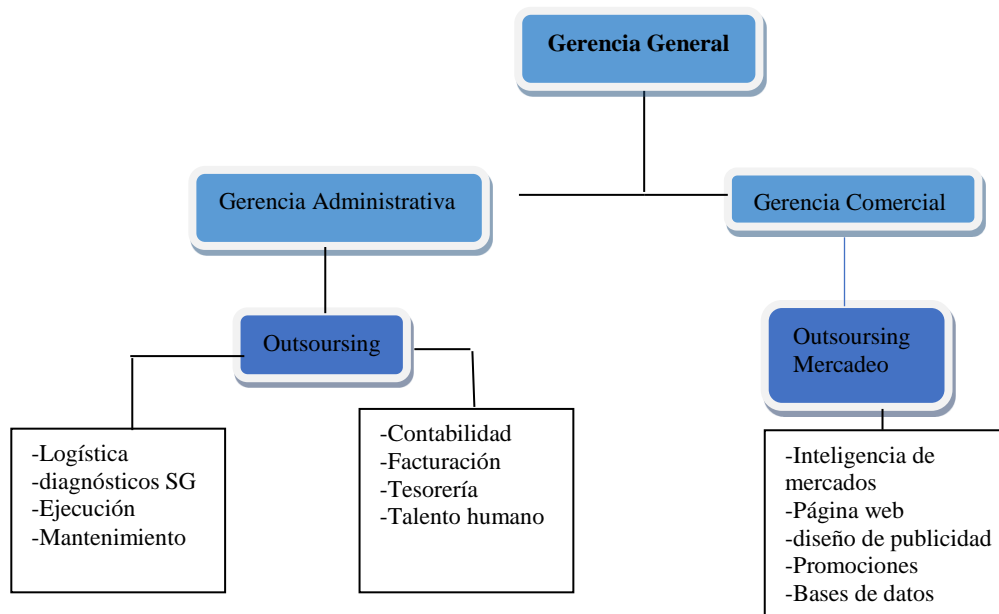 Gerencia General
Gerencia Administrativa
Gerencia Comercial
Outsoursing
Outsoursing
Mercadeo
-Logística
-diagnósticos SG
-Ejecución
-Mantenimiento
-Contabilidad
-Facturación
-Tesorería
-Talento humano
-Inteligencia de
mercados
-Página web
-diseño de publicidad
-Promociones
-Bases de datos